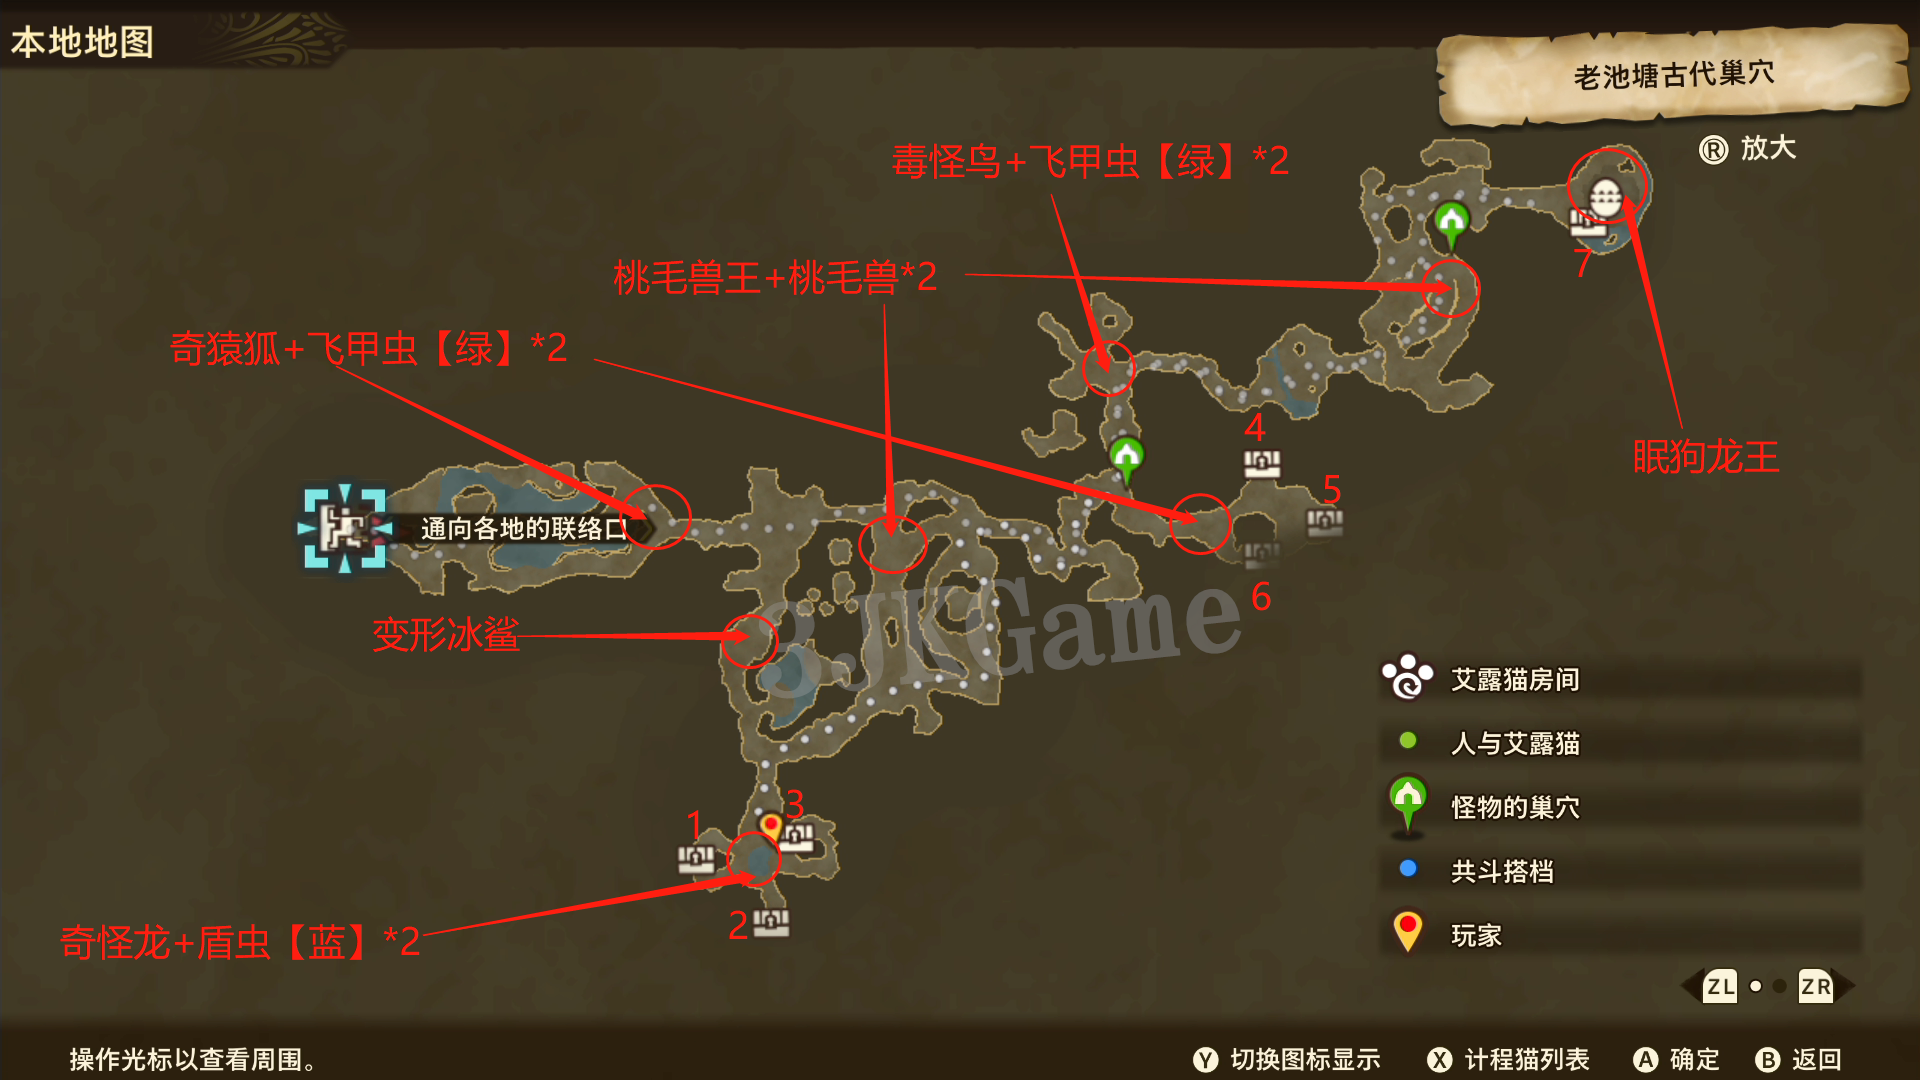 本地地图
老池塘古代巢穴
Ⓡ 放大
毒怪鸟+飞甲虫【绿】*2
桃毛兽王+桃毛兽*2
7
奇猿狐+飞甲虫【绿】*2
4
眠狗龙王
5
通向各地的联络口
6
3JKGame
变形冰鲨
艾露猫房间
人与艾露猫
3
1
怪物的巢穴
共斗搭档
2
奇怪龙+盾虫【蓝】*2
玩家
ZL ZR
操作光标以查看周围。
Y 切换图标显示 X 计程猫列表 A 确定 B 返回